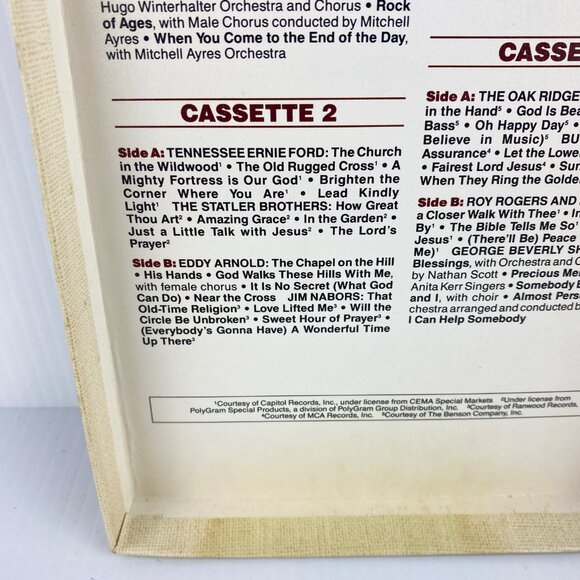 Hugo Winterhalter Orchestra and Chorus • Rock
of Ages, with Male Chorus conducted by Mitchell
Ayres • When You Come to the End of the Day,
with Mitchell Ayres Orchestra
CASSETTE 2
Side A: TENNESSEE ERNIE FORD: The Church
in the Wildwood¹ • The Old Rugged Cross¹ • A
Mighty Fortress is Our God¹ • Brighten the
Corner Where You Are¹ • Lead Kindly
Light¹ THE STATLER BROTHERS: How Great
Thou Art² • Amazing Grace² • In the Garden² •
Just a Little Talk with Jesus² • The Lord's
Prayer²
Side B: EDDY ARNOLD: The Chapel on the Hill
• His Hands • God Walks These Hills With Me,
with female chorus • It Is No Secret (What God
Can Do) • Near the Cross JIM NABORS: That
Old-Time Religion³ • Love Lifted Me³ • Will the
Circle Be Unbroken³ • Sweet Hour of Prayer³ •
(Everybody's Gonna Have) A Wonderful Time
Up There³
CASSE
Side A: THE OAK RIDGE
in the Hand⁵ • God Is Bea
Bass⁵ • Oh Happy Day⁵ •
Believe in Music)⁵ BU
Assurance⁴ • Let the Lowe
• Fairest Lord Jesus⁴ • Sun
When They Ring the Golde
Side B: ROY ROGERS AND
a Closer Walk With Thee¹ • In
By¹ • The Bible Tells Me So¹
Jesus¹ • (There'll Be) Peace
Me)¹ GEORGE BEVERLY SH
Blessings, with Orchestra and C
by Nathan Scott • Precious Mem
Anita Kerr Singers • Somebody B
and I, with choir • Almost Pers
chestra arranged and conducted b
I Can Help Somebody
¹Courtesy of Capitol Records, Inc., under license from CEMA Special Markets ²Under license from
PolyGram Special Products, a division of PolyGram Group Distribution, Inc. ³Courtesy of Ranwood Records,
⁴Courtesy of MCA Records, Inc. ⁵Courtesy of The Benson Company, Inc.